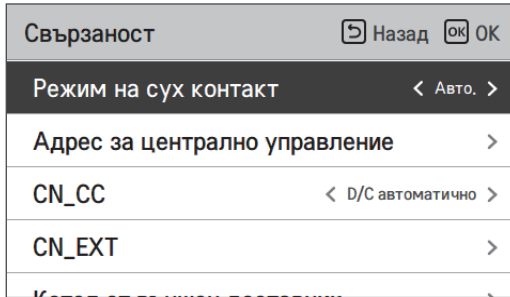 Свързаност Назад OK OK
Режим на сух контакт < Авто. >
Адрес за централно управление >
CN_CC < D/C автоматично >
CN_EXT >